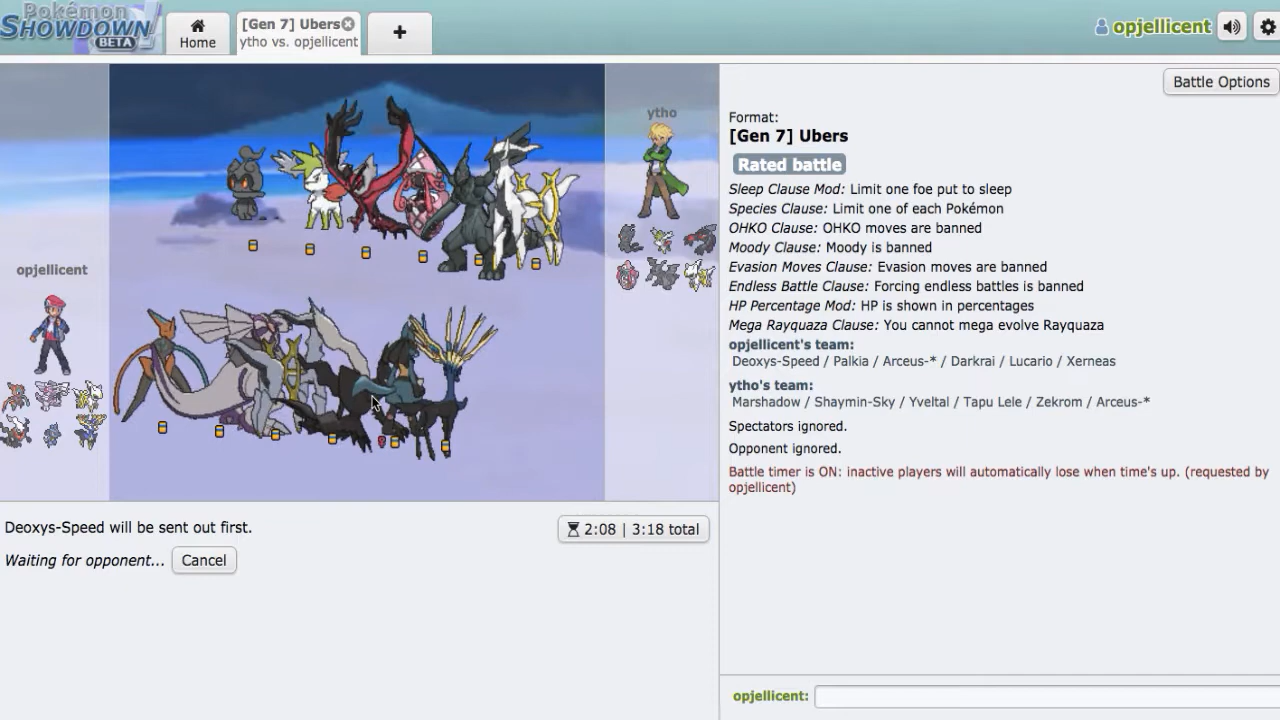 Pokémon
SHOWDOWN
BETA
Home
[Gen 7] Ubers
ytho vs. opjellicent
+
opjellicent
Battle Options
ytho
opjellicent
Format:
[Gen 7] Ubers
Rated battle
Sleep Clause Mod: Limit one foe put to sleep
Species Clause: Limit one of each Pokémon
OHKO Clause: OHKO moves are banned
Moody Clause: Moody is banned
Evasion Moves Clause: Evasion moves are banned
Endless Battle Clause: Forcing endless battles is banned
HP Percentage Mod: HP is shown in percentages
Mega Rayquaza Clause: You cannot mega evolve Rayquaza
opjellicent's team:
Deoxys-Speed / Palkia / Arceus-* / Darkrai / Lucario / Xerneas
ytho's team:
Marshadow / Shaymin-Sky / Yveltal / Tapu Lele / Zekrom / Arceus-*
Spectators ignored.
Opponent ignored.
Battle timer is ON: inactive players will automatically lose when time's up. (requested by
opjellicent)
Deoxys-Speed will be sent out first.
2:08 | 3:18 total
Waiting for opponent... Cancel
opjellicent: